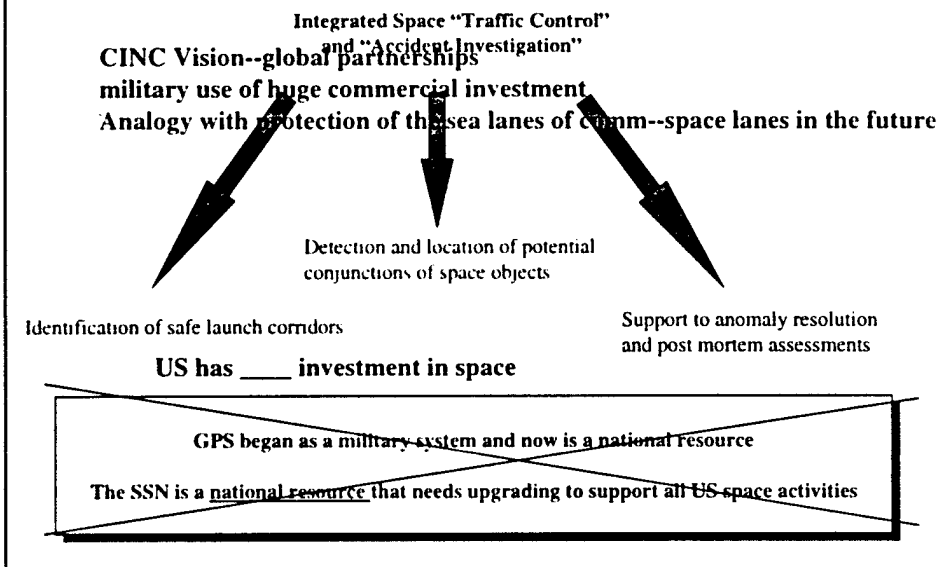 Integrated Space “Traffic Control”
and “Accident Investigation”
CINC Vision--global partnerships
military use of huge commercial investment
Analogy with protection of the sea lanes of comm--space lanes in the future
Detection and location of potential
conjunctions of space objects
Identification of safe launch corridors
Support to anomaly resolution
and post mortem assessments
US has ____ investment in space
GPS began as a military system and now is a national resource
The SSN is a national resource that needs upgrading to support all US space activities